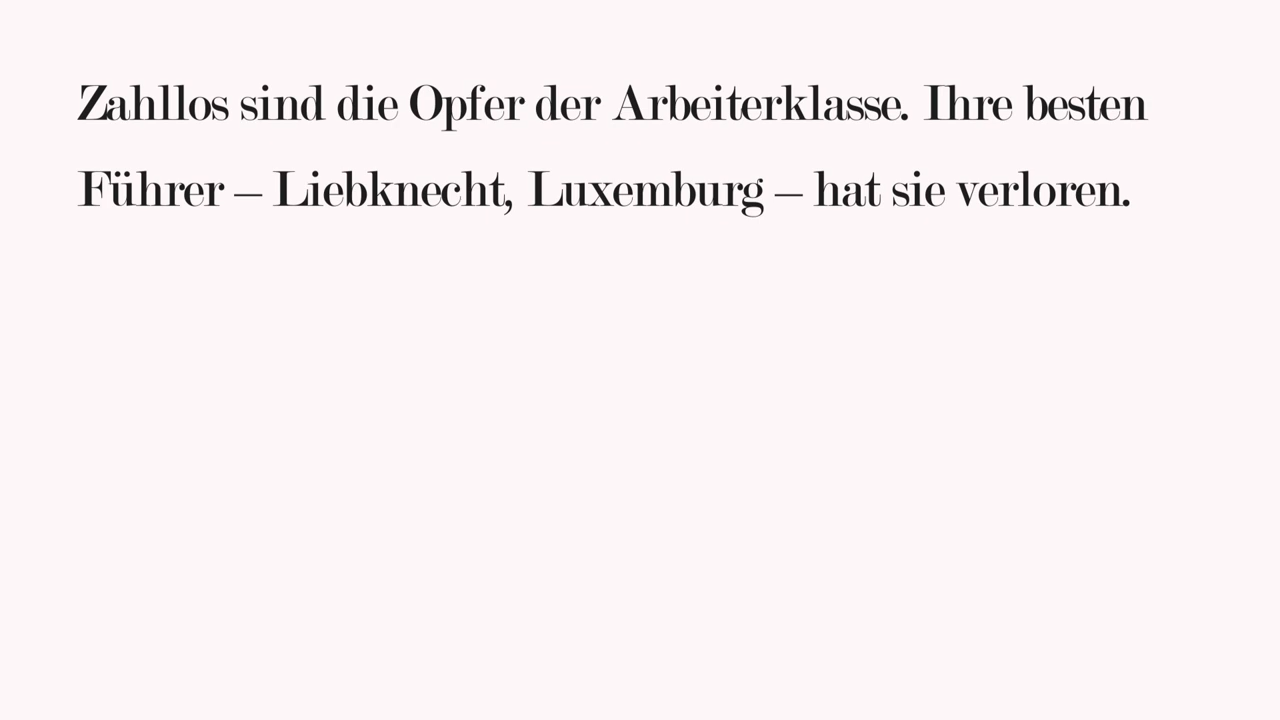 Zahllos sind die Opfer der Arbeiterklasse. Ihre besten
Führer – Liebknecht, Luxemburg – hat sie verloren.